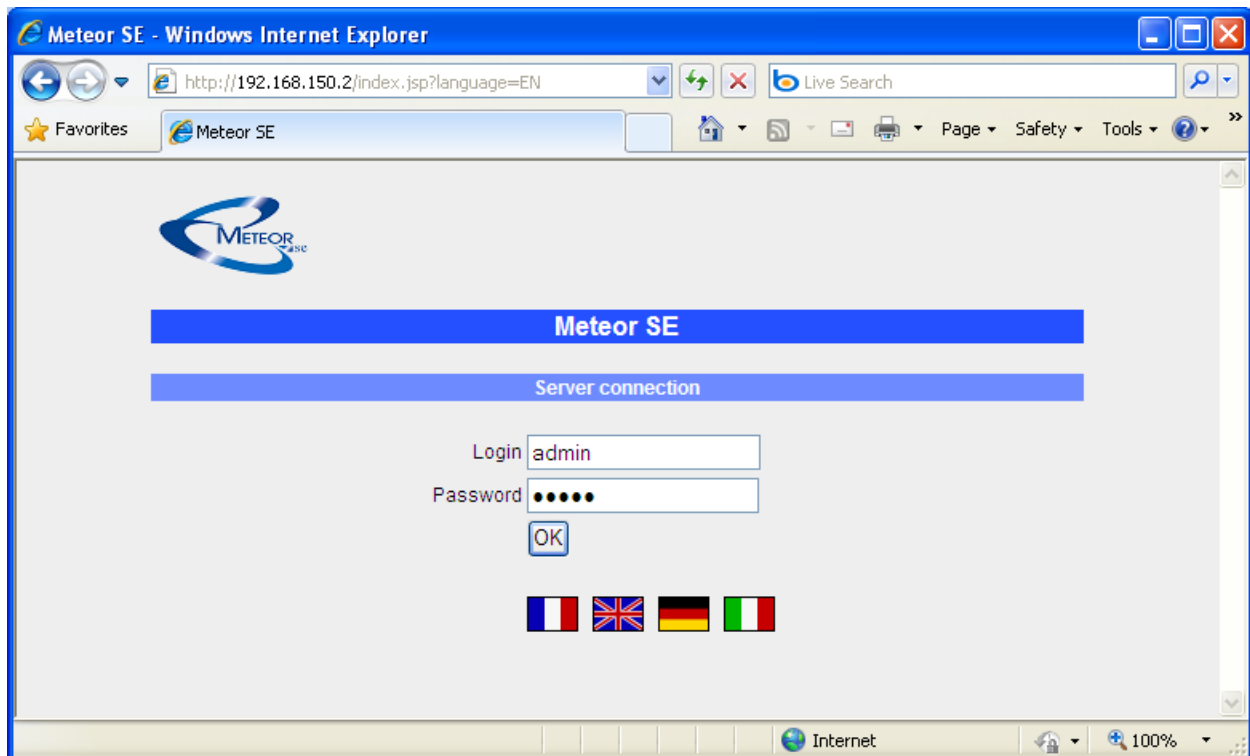 Meteor SE - Windows Internet Explorer
http://192.168.150.2/index.jsp?language=EN
Live Search
Favorites
Meteor SE
Page
Safety
Tools
»
METEOR
ase
Meteor SE
Server connection
Login admin
Password •••••
OK
Internet
100%